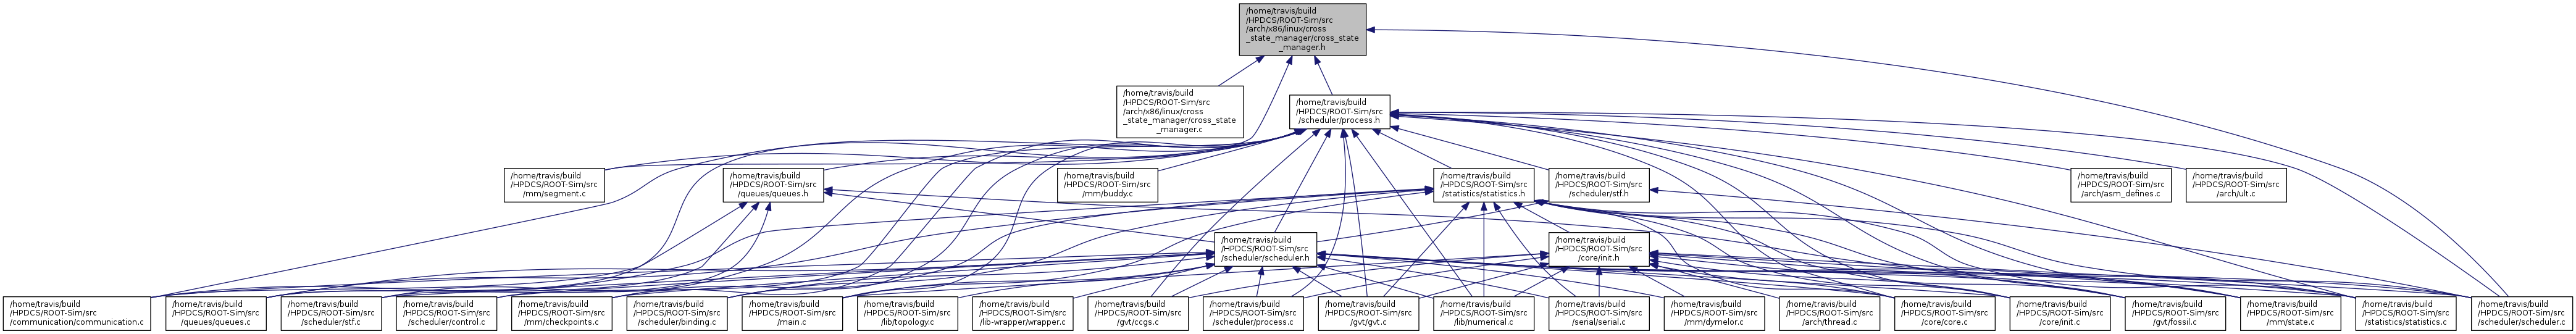 /home/travis/build
/HPDCS/ROOT-Sim/src
/arch/x86/linux/cross
_state_manager/cross_state
_manager.h
/home/travis/build
/HPDCS/ROOT-Sim/src
/arch/x86/linux/cross
_state_manager/cross_state
_manager.c
/home/travis/build
/HPDCS/ROOT-Sim/src
/scheduler/process.h
/home/travis/build
/HPDCS/ROOT-Sim/src
/mm/segment.c
/home/travis/build
/HPDCS/ROOT-Sim/src
/queues/queues.h
/home/travis/build
/HPDCS/ROOT-Sim/src
/mm/buddy.c
/home/travis/build
/HPDCS/ROOT-Sim/src
/statistics/statistics.h
/home/travis/build
/HPDCS/ROOT-Sim/src
/scheduler/stf.h
/home/travis/build
/HPDCS/ROOT-Sim/src
/arch/asm_defines.c
/home/travis/build
/HPDCS/ROOT-Sim/src
/arch/ult.c
/home/travis/build
/HPDCS/ROOT-Sim/src
/scheduler/scheduler.h
/home/travis/build
/HPDCS/ROOT-Sim/src
/core/init.h
/home/travis/build
/HPDCS/ROOT-Sim/src
/communication/communication.c
/home/travis/build
/HPDCS/ROOT-Sim/src
/queues/queues.c
/home/travis/build
/HPDCS/ROOT-Sim/src
/scheduler/stf.c
/home/travis/build
/HPDCS/ROOT-Sim/src
/scheduler/control.c
/home/travis/build
/HPDCS/ROOT-Sim/src
/mm/checkpoints.c
/home/travis/build
/HPDCS/ROOT-Sim/src
/scheduler/binding.c
/home/travis/build
/HPDCS/ROOT-Sim/src
/main.c
/home/travis/build
/HPDCS/ROOT-Sim/src
/lib/topology.c
/home/travis/build
/HPDCS/ROOT-Sim/src
/lib-wrapper/wrapper.c
/home/travis/build
/HPDCS/ROOT-Sim/src
/gvt/ccgs.c
/home/travis/build
/HPDCS/ROOT-Sim/src
/scheduler/process.c
/home/travis/build
/HPDCS/ROOT-Sim/src
/gvt/gvt.c
/home/travis/build
/HPDCS/ROOT-Sim/src
/lib/numerical.c
/home/travis/build
/HPDCS/ROOT-Sim/src
/serial/serial.c
/home/travis/build
/HPDCS/ROOT-Sim/src
/mm/dymelor.c
/home/travis/build
/HPDCS/ROOT-Sim/src
/arch/thread.c
/home/travis/build
/HPDCS/ROOT-Sim/src
/core/core.c
/home/travis/build
/HPDCS/ROOT-Sim/src
/core/init.c
/home/travis/build
/HPDCS/ROOT-Sim/src
/gvt/fossil.c
/home/travis/build
/HPDCS/ROOT-Sim/src
/mm/state.c
/home/travis/build
/HPDCS/ROOT-Sim/src
/statistics/statistics.c
/home/travis/build
/HPDCS/ROOT-Sim/src
/scheduler/scheduler.c